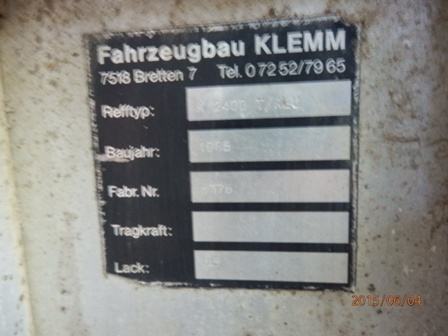 Fahrzeugbau KLEMM
7518 Bretten 7 Tel. 0 72 52/79 65
Relftyp:
Baujahr:
Fabr. Nr.
Tragkraft:
Lack:
2015/06/04